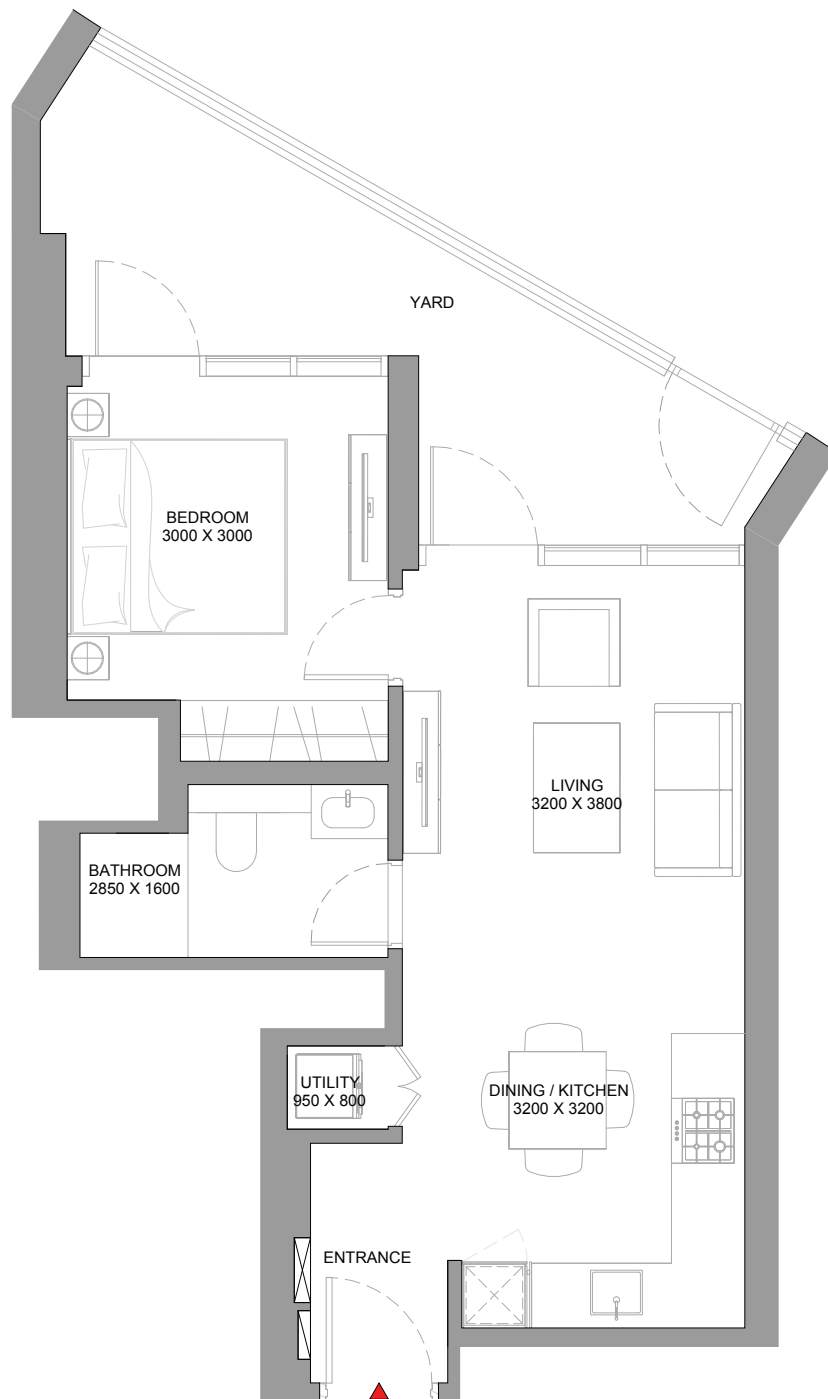 YARD
BEDROOM
3000 X 3000
LIVING
3200 X 3800
BATHROOM
2850 X 1600
UTILITY
950 X 800
DINING / KITCHEN
3200 X 3200
ENTRANCE